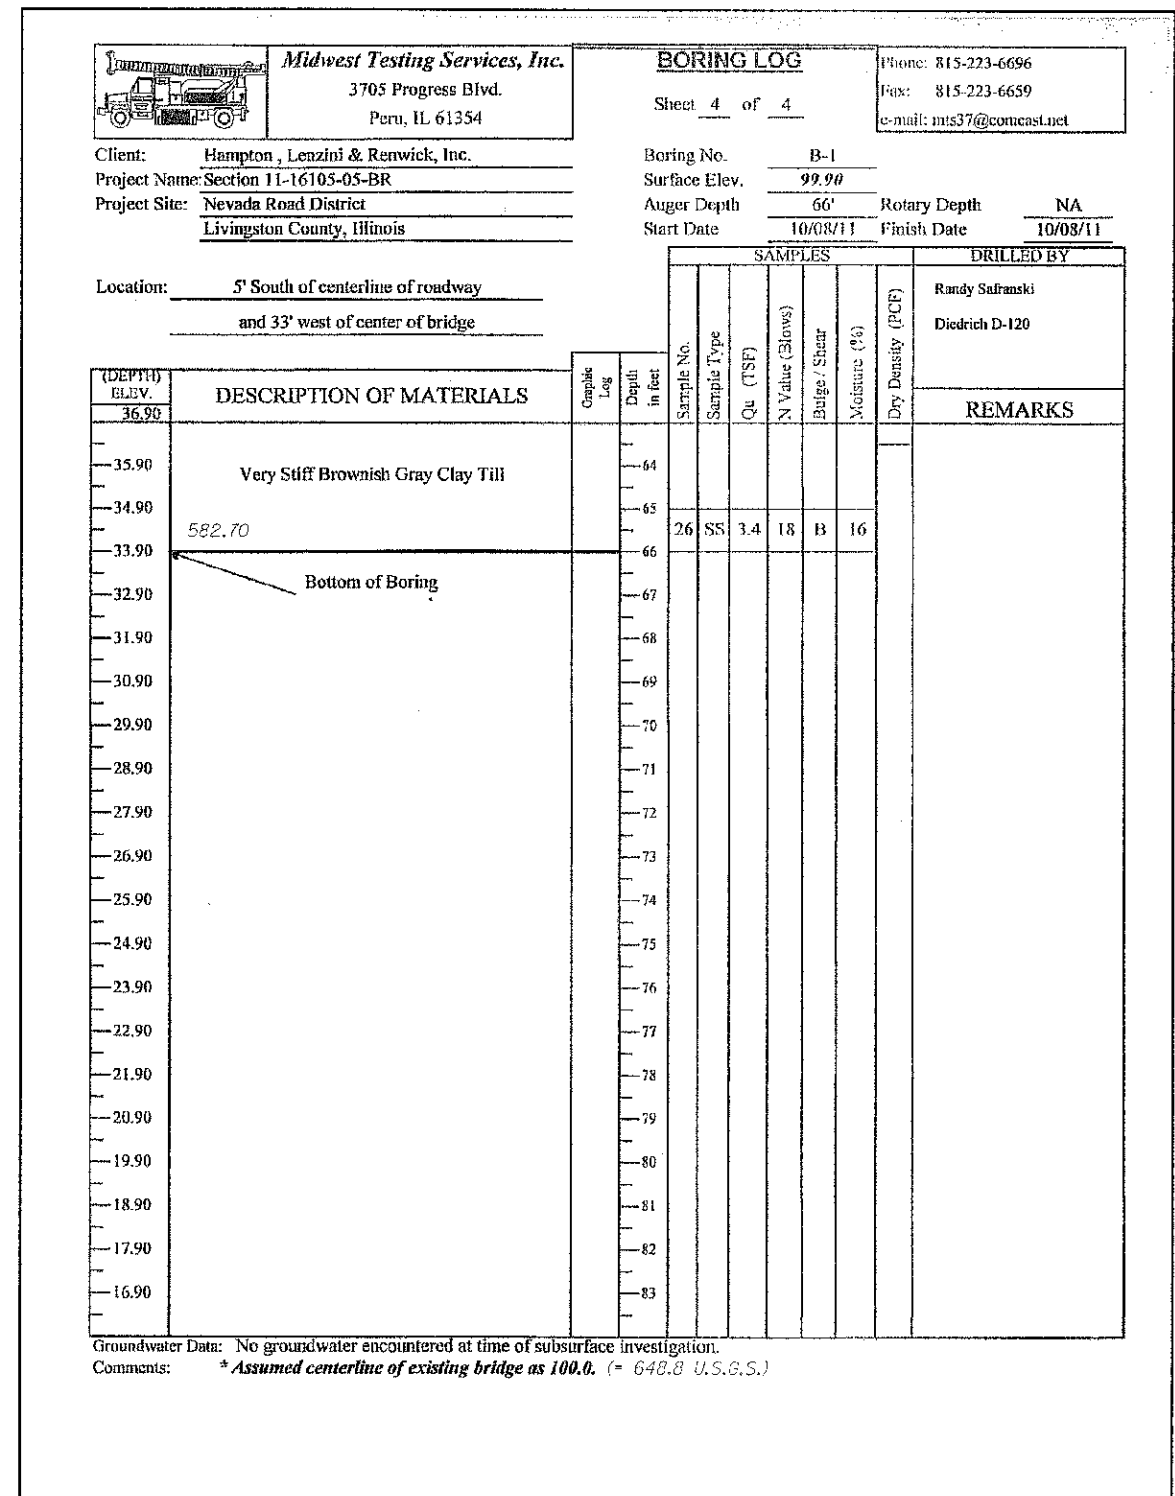 Midwest Testing Services, Inc.
3705 Progress Blvd.
Peru, IL 61354
BORING LOG
Sheet 4 of 4
Phone: 815-223-6696
Fax: 815-223-6659
e-mail: mts37@comcast.net
Client: Hampton , Lenzini & Renwick, Inc.
Project Name: Section 11-16105-05-BR
Project Site: Nevada Road District
Livingston County, Illinois
Boring No. B-1
Surface Elev. 99.90
Auger Depth 66' Rotary Depth NA
Start Date 10/08/11 Finish Date 10/08/11
Location: 5' South of centerline of roadway
and 33' west of center of bridge
SAMPLES
DRILLED BY
Randy Safranski
Diedrich D-120
(DEPTH)
ELEV.
36.90
DESCRIPTION OF MATERIALS
Graphic
Log
Depth
in feet
Sample No.
Sample Type
Qu (TSF)
N Value (Blows)
Bulge / Shear
Moisture (%)
Dry Density (PCF)
REMARKS
35.90 64
Very Stiff Brownish Gray Clay Till
34.90 65
582.70
26 SS 3.4 18 B 16
33.90 66
Bottom of Boring
32.90 67
31.90 68
30.90 69
29.90 70
28.90 71
27.90 72
26.90 73
25.90 74
24.90 75
23.90 76
22.90 77
21.90 78
20.90 79
19.90 80
18.90 81
17.90 82
16.90 83
Groundwater Data: No groundwater encountered at time of subsurface investigation.
Comments: * Assumed centerline of existing bridge as 100.0. (= 648.8 U.S.G.S.)